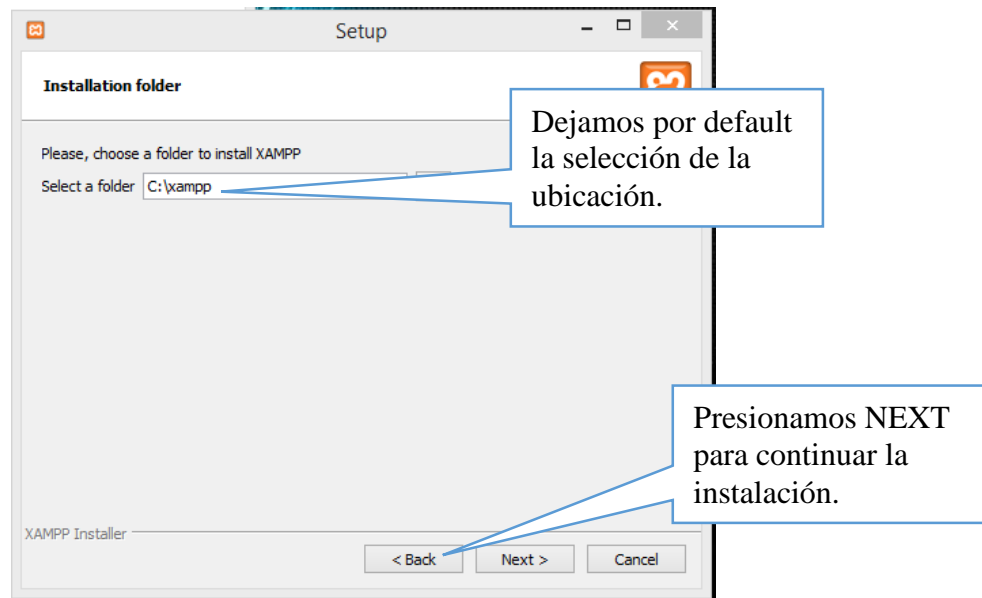 Setup
Installation folder
Dejamos por default
la selección de la
ubicación.
Please, choose a folder to install XAMPP
Select a folder C:\xampp
Presionamos NEXT
para continuar la
instalación.
XAMPP Installer
< Back Next > Cancel